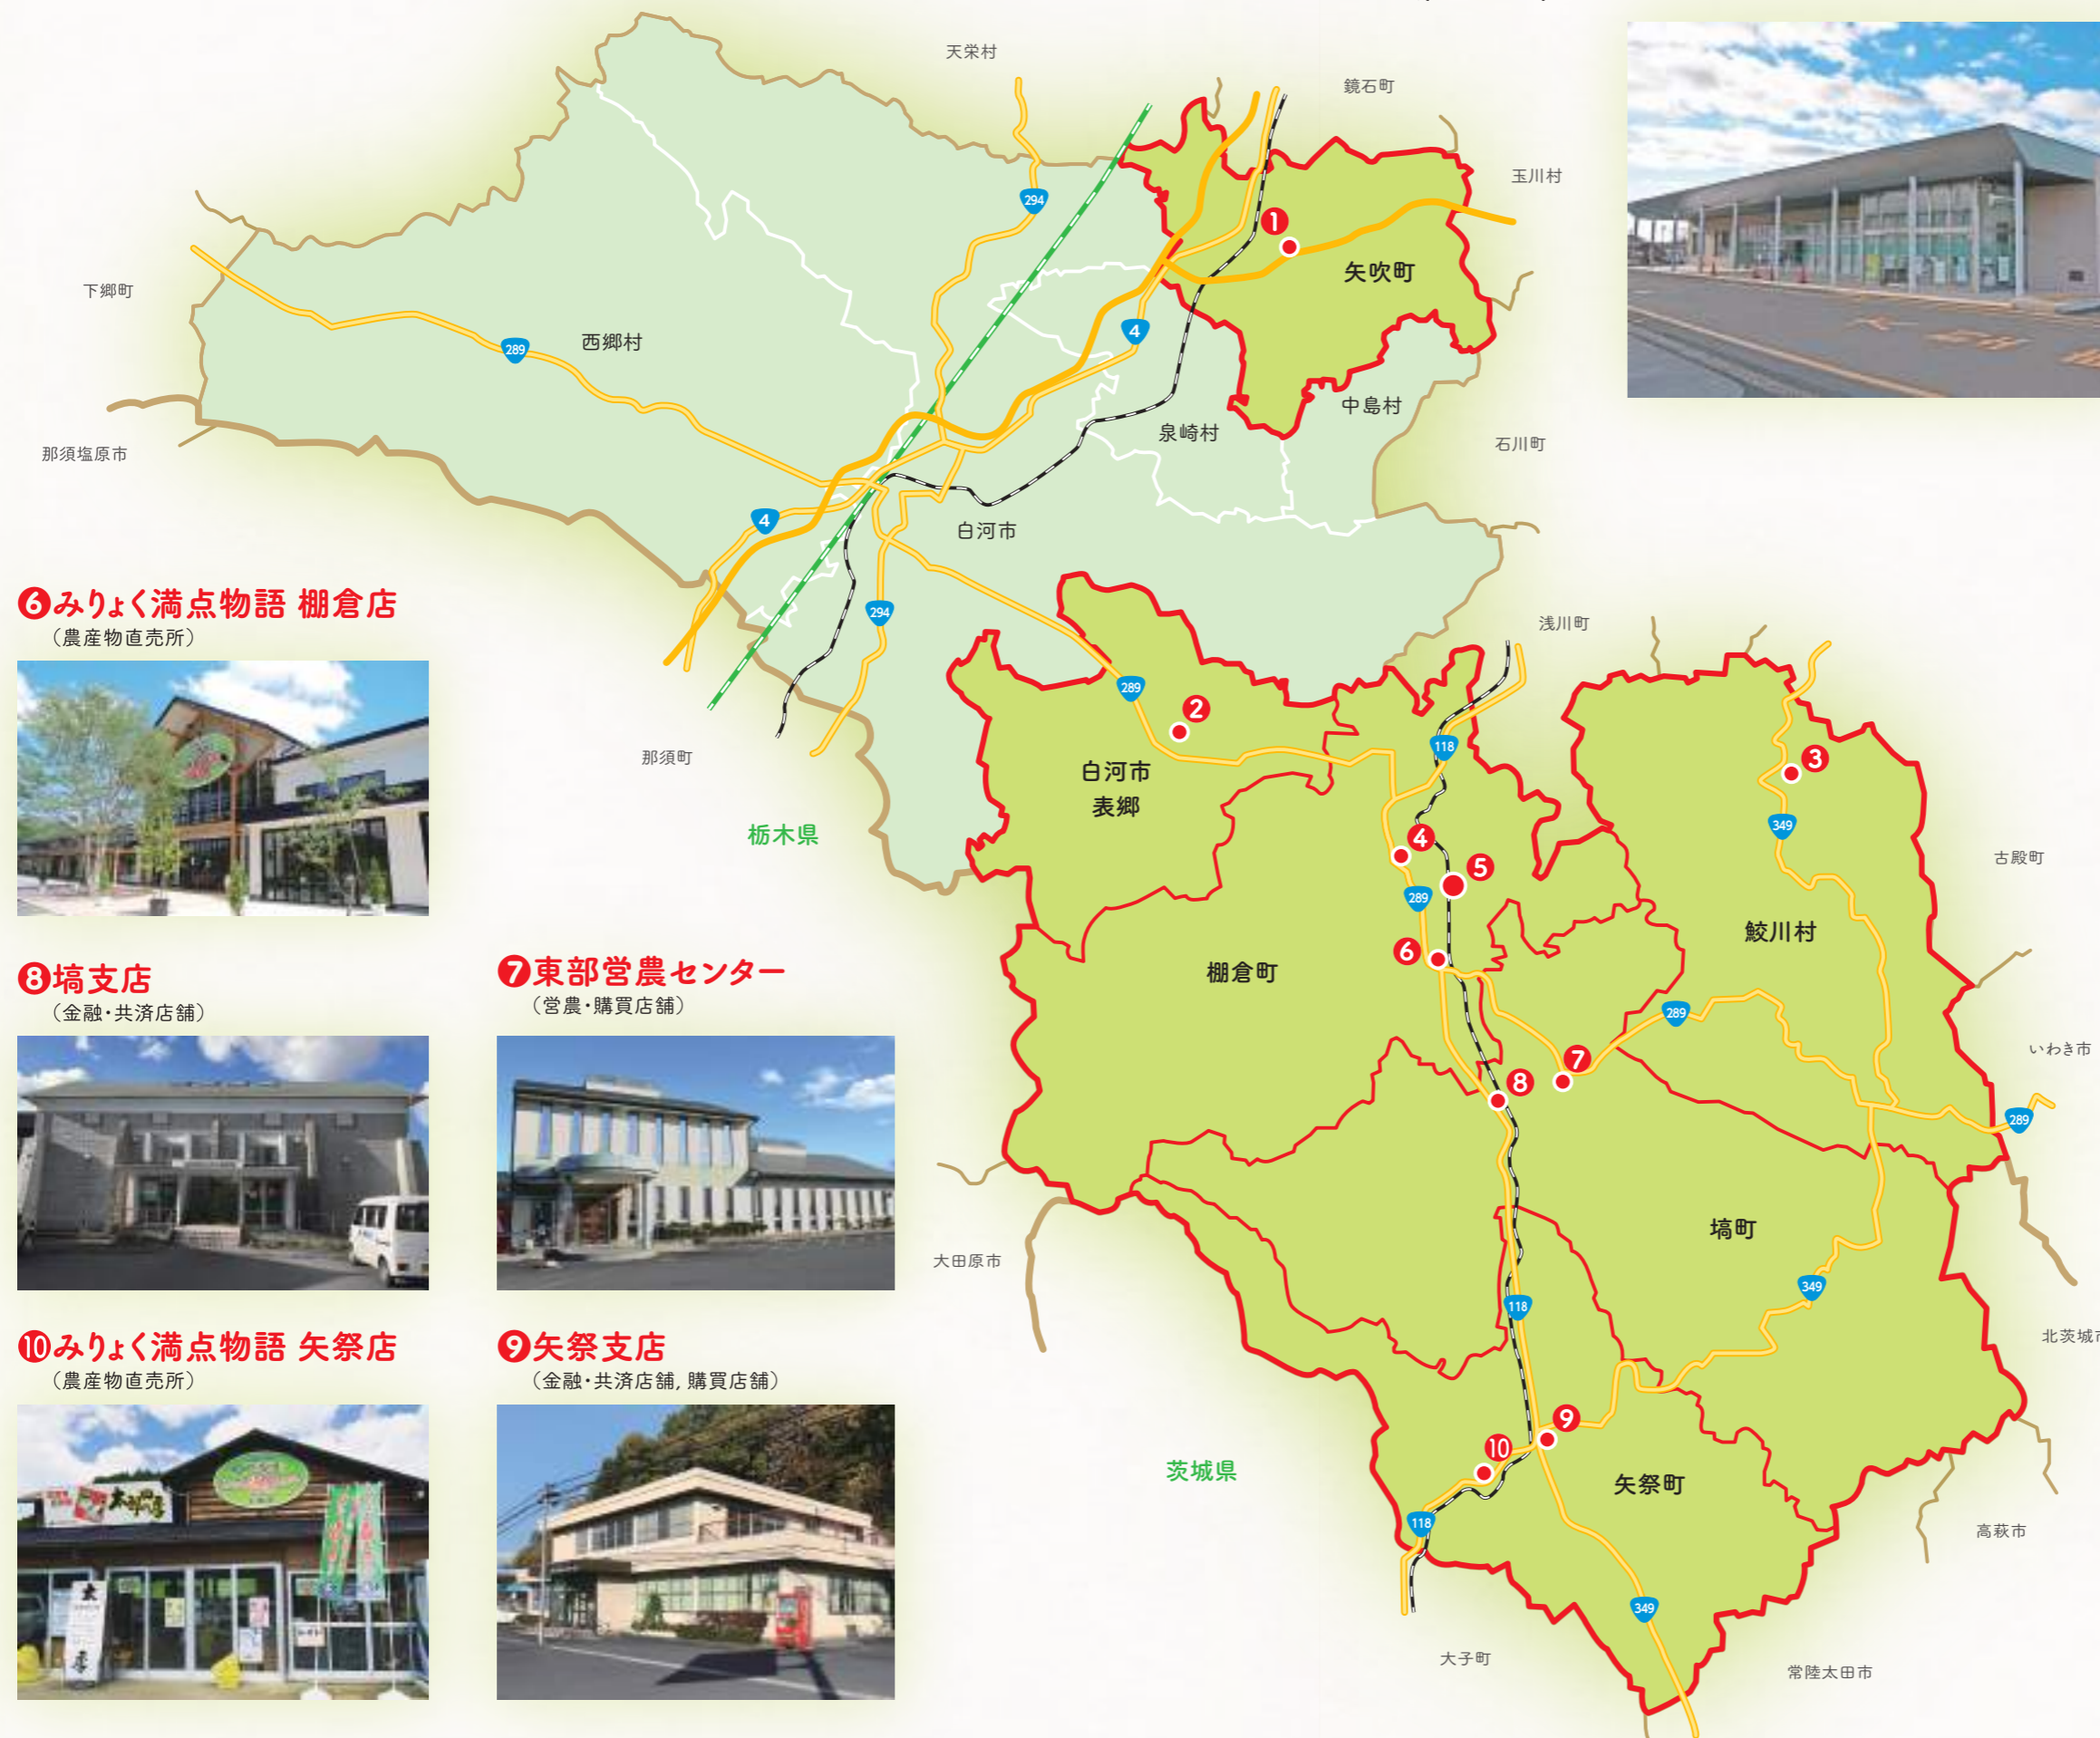 天栄村
鏡石町
玉川村
294
1
矢吹町
下郷町
289
西郷村
4
中島村
泉崎村
石川町
那須塩原市
4
白河市
294
浅川町
289
2
118
那須町
白河市
表郷
3
栃木県
349
4
5
古殿町
289
鮫川村
6
棚倉町
289
いわき市
7
8
289
大田原市
塙町
349
118
北茨城市
9
10
茨城県
矢祭町
118
高萩市
349
大子町
常陸太田市
6みりょく満点物語 棚倉店
（農産物直売所）
8塙支店
（金融・共済店舗）
7東部営農センター
（営農・購買店舗）
10みりょく満点物語 矢祭店
（農産物直売所）
9矢祭支店
（金融・共済店舗, 購買店舗）